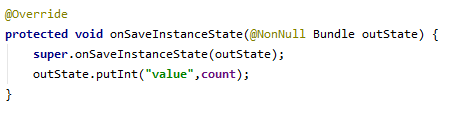 @Override
protected void onSaveInstanceState(@NonNull Bundle outState) {
    super.onSaveInstanceState(outState);
    outState.putInt("value",count);
}